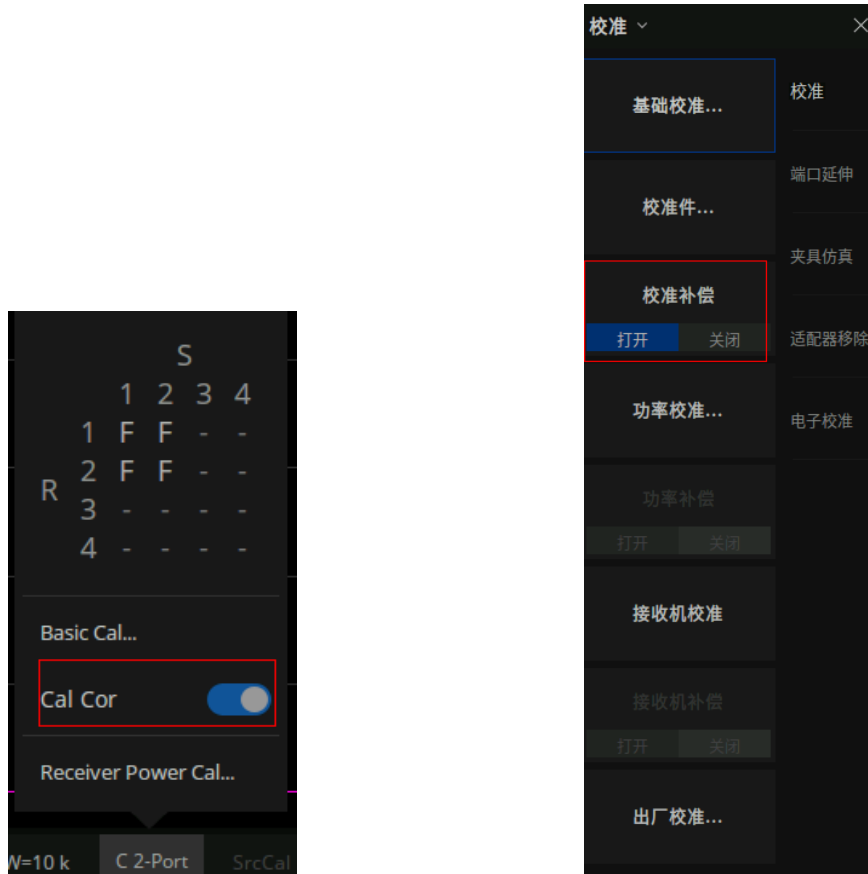 S
1 2 3 4
1 F F - -
R 2 F F - -
3 - - - -
4 - - - -
Basic Cal...
Cal Cor
Receiver Power Cal...
W=10 k C 2-Port SrcCal
校准
基础校准...
校准件...
校准补偿
打开 关闭
功率校准...
功率补偿
打开 关闭
接收机校准
接收机补偿
打开 关闭
出厂校准...
校准
端口延伸
夹具仿真
适配器移除
电子校准